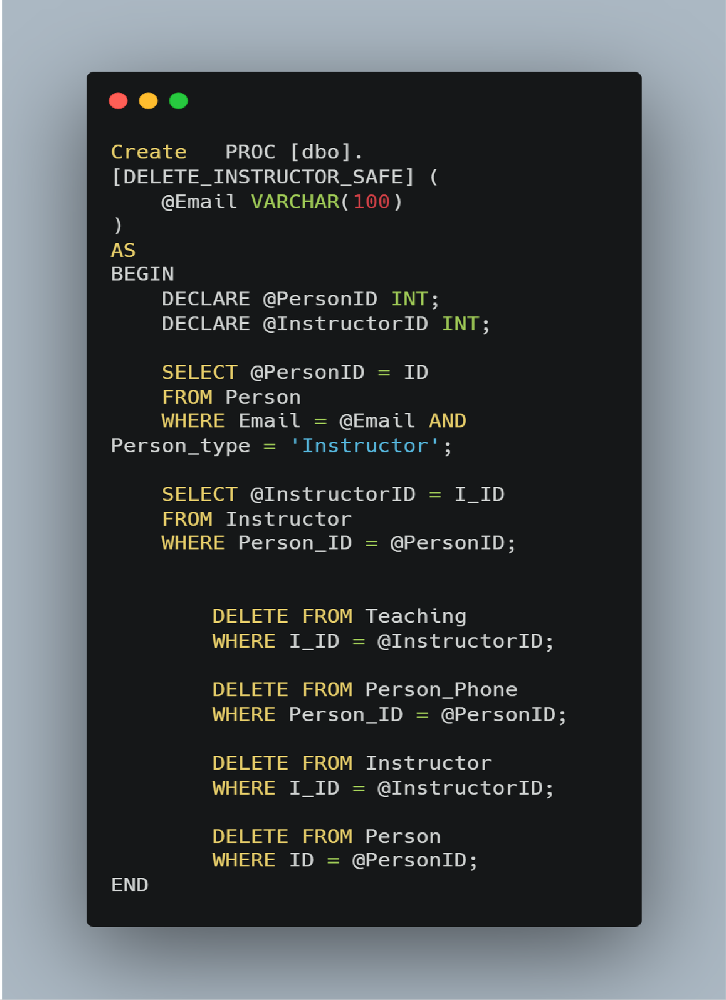 Create   PROC [dbo].
[DELETE_INSTRUCTOR_SAFE] (
    @Email VARCHAR(100)
)
AS
BEGIN
    DECLARE @PersonID INT;
    DECLARE @InstructorID INT;

    SELECT @PersonID = ID
    FROM Person
    WHERE Email = @Email AND
Person_type = 'Instructor';

    SELECT @InstructorID = I_ID
    FROM Instructor
    WHERE Person_ID = @PersonID;


        DELETE FROM Teaching
        WHERE I_ID = @InstructorID;

        DELETE FROM Person_Phone
        WHERE Person_ID = @PersonID;

        DELETE FROM Instructor
        WHERE I_ID = @InstructorID;

        DELETE FROM Person
        WHERE ID = @PersonID;
END